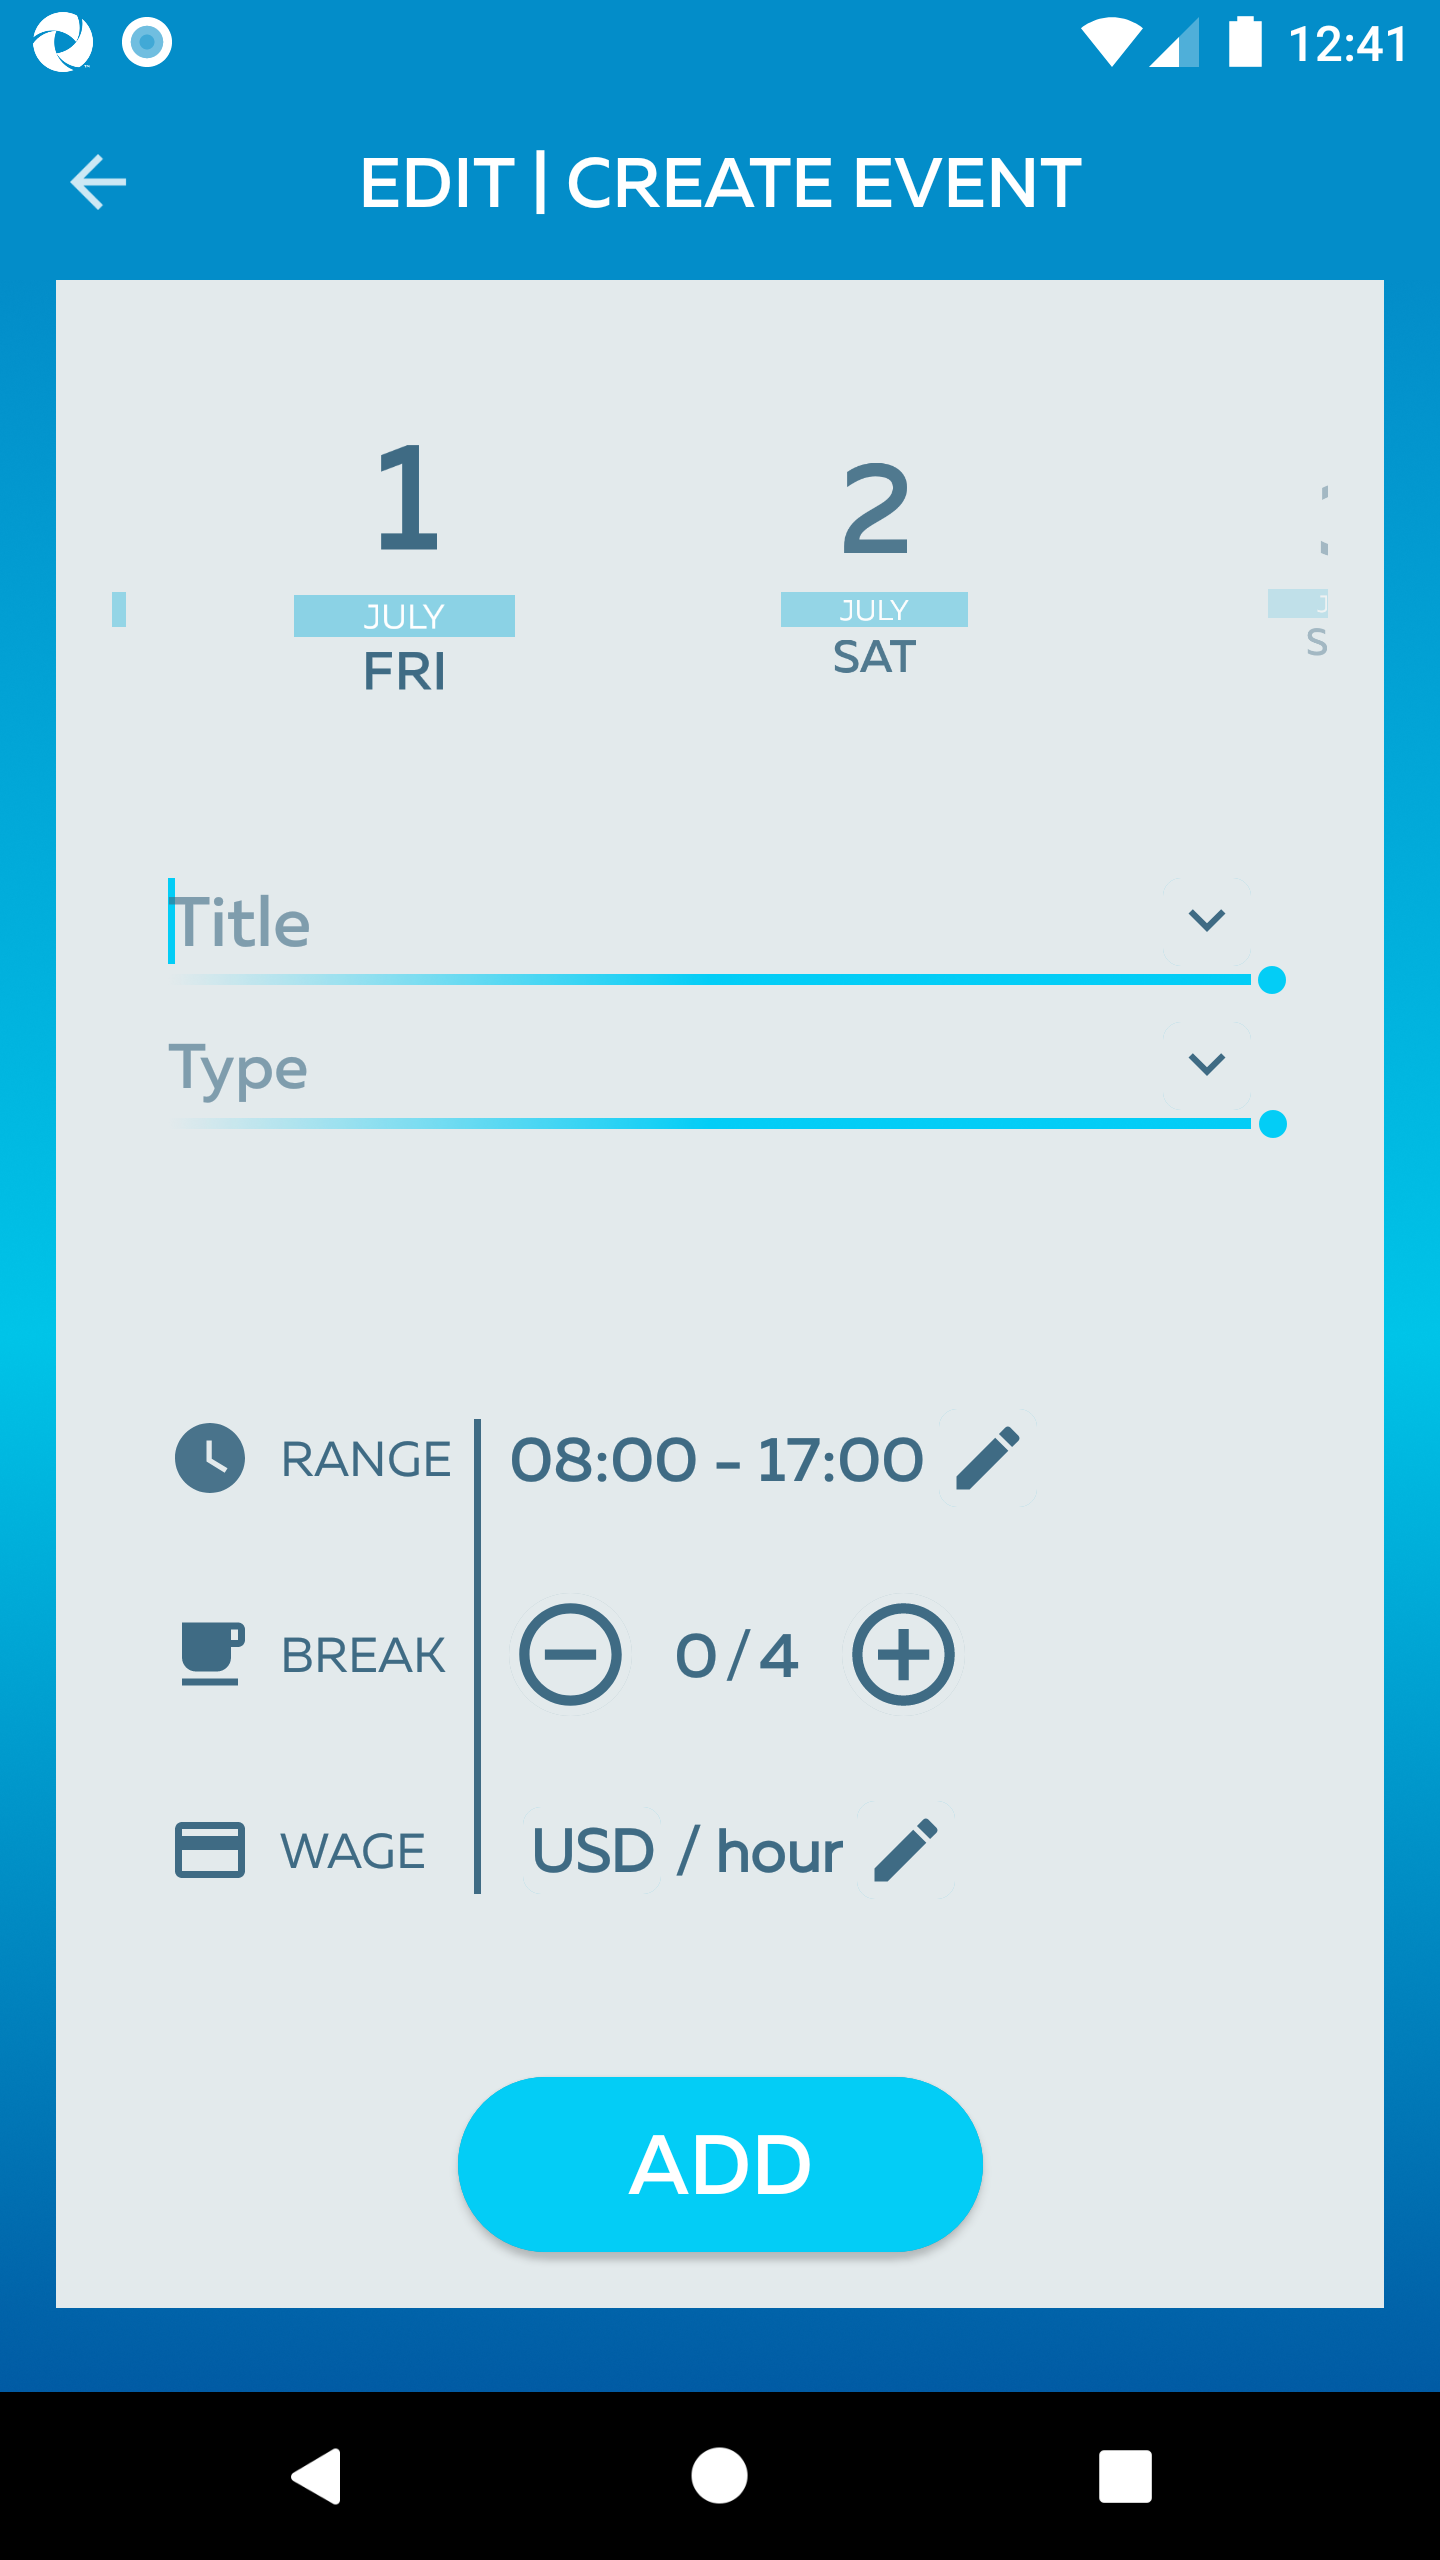 12:41
EDIT | CREATE EVENT
1
2
JULY
JULY
J
FRI
SAT
S
Title
Type
RANGE
08:00 - 17:00
BREAK
0/4
WAGE
USD / hour
ADD